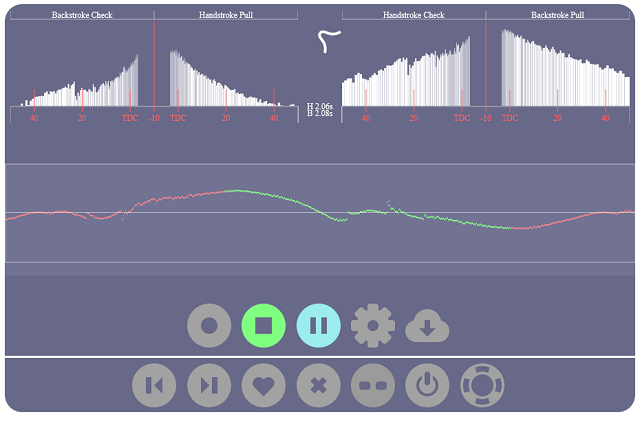 Backstroke Check
Handstroke Pull
Handstroke Check
Backstroke Pull
H 2.06s
B 2.08s
40 20 TDC -10 TDC 20 40
40 20 TDC -10 TDC 20 40